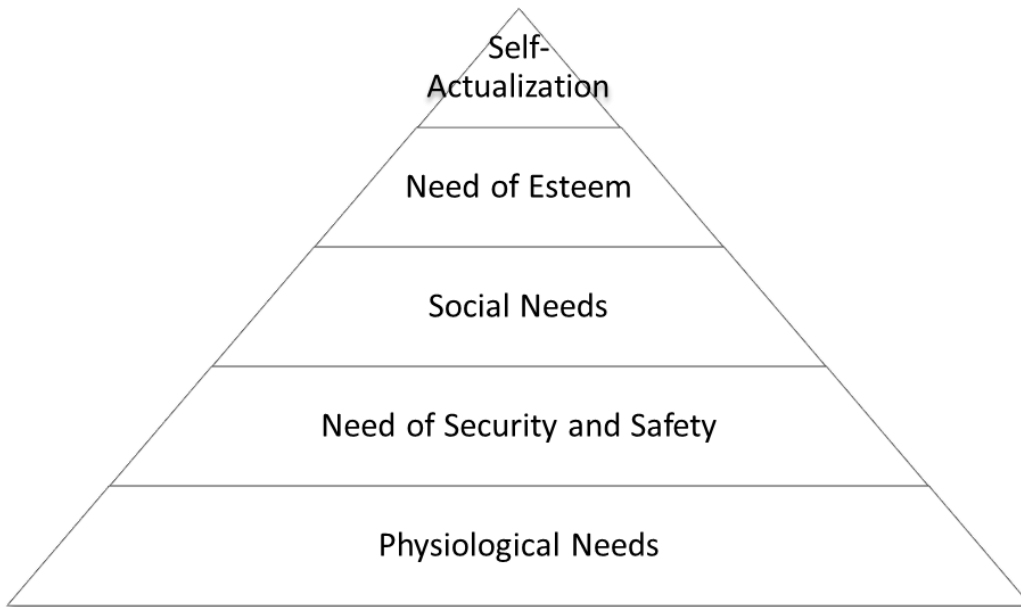 Self-
Actualization
Need of Esteem
Social Needs
Need of Security and Safety
Physiological Needs